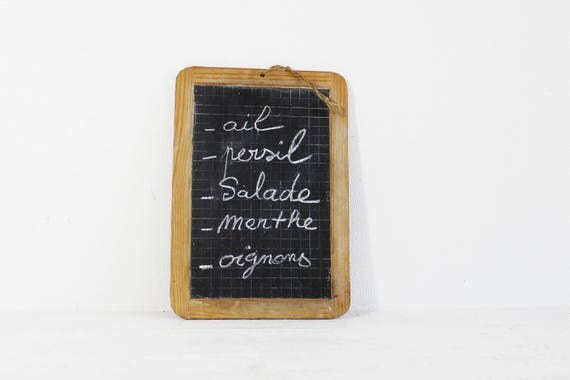 - ail
- persil
- Salade
- menthe
- oignons